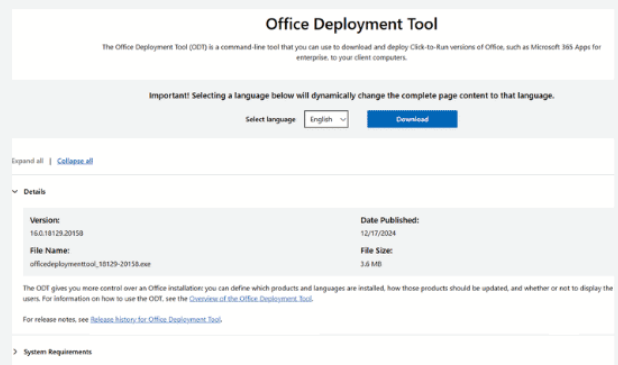 Office Deployment Tool
The Office Deployment Tool (ODT) is a command-line tool that you can use to download and deploy Click-to-Run versions of Office, such as Microsoft 365 Apps for
enterprise, to your client computers.
Important! Selecting a language below will dynamically change the complete page content to that language.
Select language English Download
Expand all | Collapse all
Details
Version: Date Published:
16.0.18129.20158 12/17/2024
File Name: File Size:
officedeploymenttool_18129-20158.exe 3.6 MB
The ODT gives you more control over an Office installation: you can define which products and languages are installed, how those products should be updated, and whether or not to display the
users. For information on how to use the ODT, see the Overview of the Office Deployment Tool.
For release notes, see Release history for Office Deployment Tool.
System Requirements